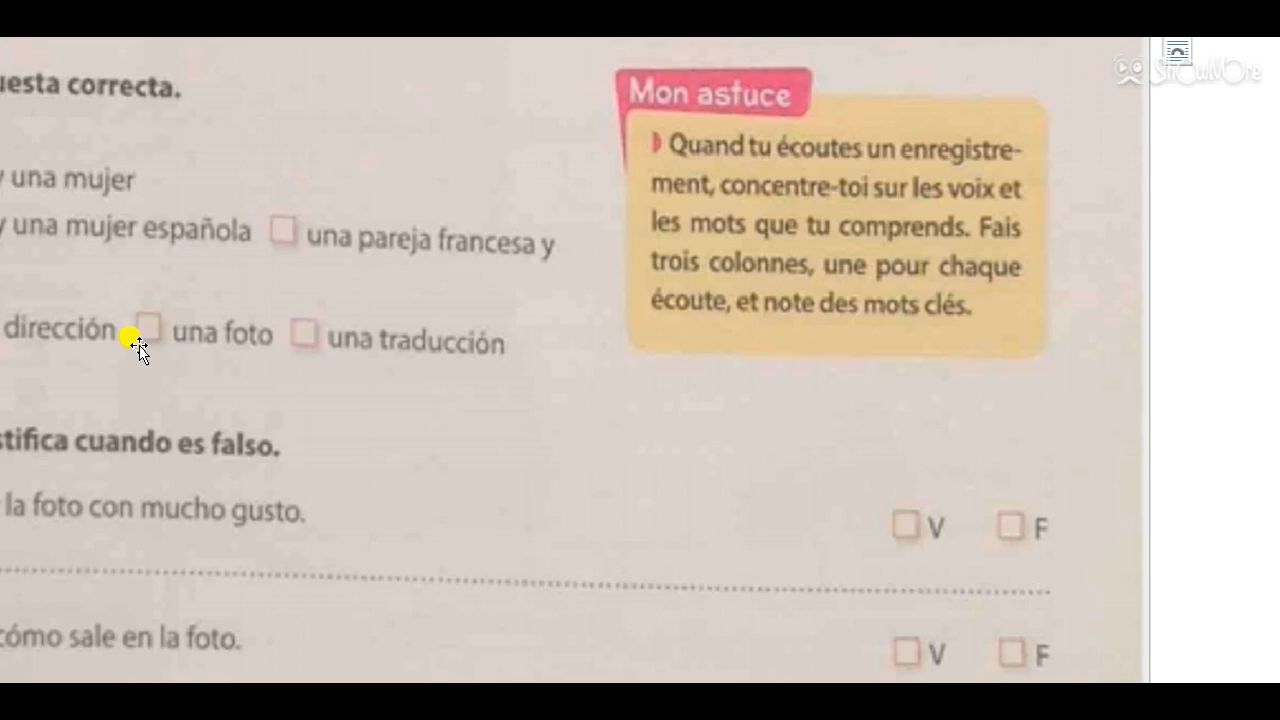 uesta correcta.
Mon astuce
Quand tu écoutes un enregistre-
ment, concentre-toi sur les voix et
les mots que tu comprends. Fais
trois colonnes, une pour chaque
écoute, et note des mots clés.
y una mujer
y una mujer española una pareja francesa y
dirección una foto una traducción
stifica cuando es falso.
la foto con mucho gusto.
V F
cómo sale en la foto.
V F
ShOwMore